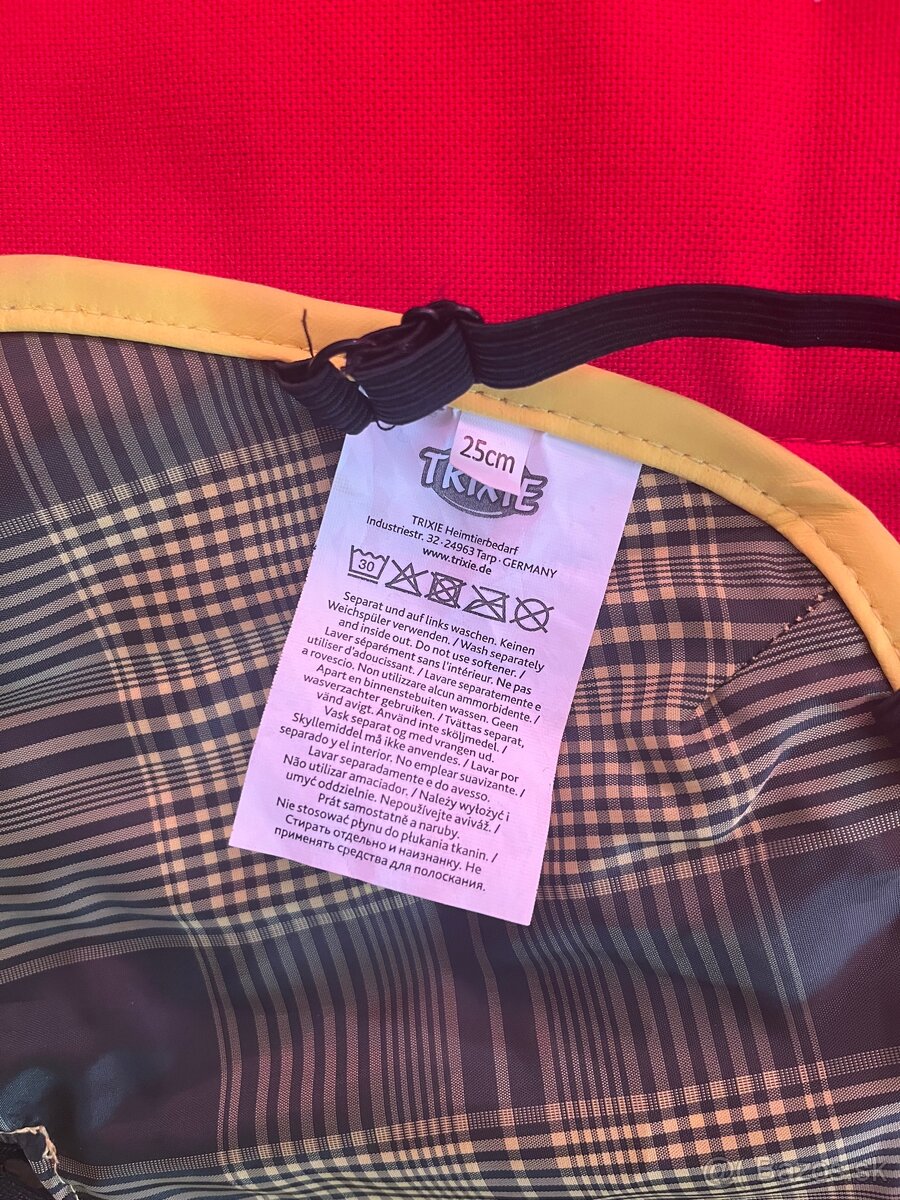 25cm
TRIXIE
TRIXIE Heimtierbedarf
Industriestr. 32·24963 Tarp·GERMANY
www.trixie.de
30
Separat und auf links waschen. Keinen
Weichspüler verwenden. / Wash separately
and inside out. Do not use softener. /
Laver séparément sans l'intérieur. Ne pas
utiliser d'adoucissant. / Lavare separatemente e
a rovescio. Non utilizzare alcun ammorbidente. /
Apart en binnenstebuiten wassen. Geen
wasverzachter gebruiken. / Tvättas separat,
vänd avigt. Använd inte sköljmedel. /
Vask separat og med vrangen ud.
Skyllemiddel må ikke anvendes. / Lavar por
separado y el interior. No emplear suavizante. /
Lavar separadamente e do avesso.
Não utilizar amaciador. / Należy wyłożyć i
umyć oddzielnie. Nepoužívejte aviváž. /
Prát samostatně a naruby.
Nie stosować płynu do płukania tkanin. /
Стирать отдельно и наизнанку. Не
применять средства для полоскания.
@ Bazos.sk